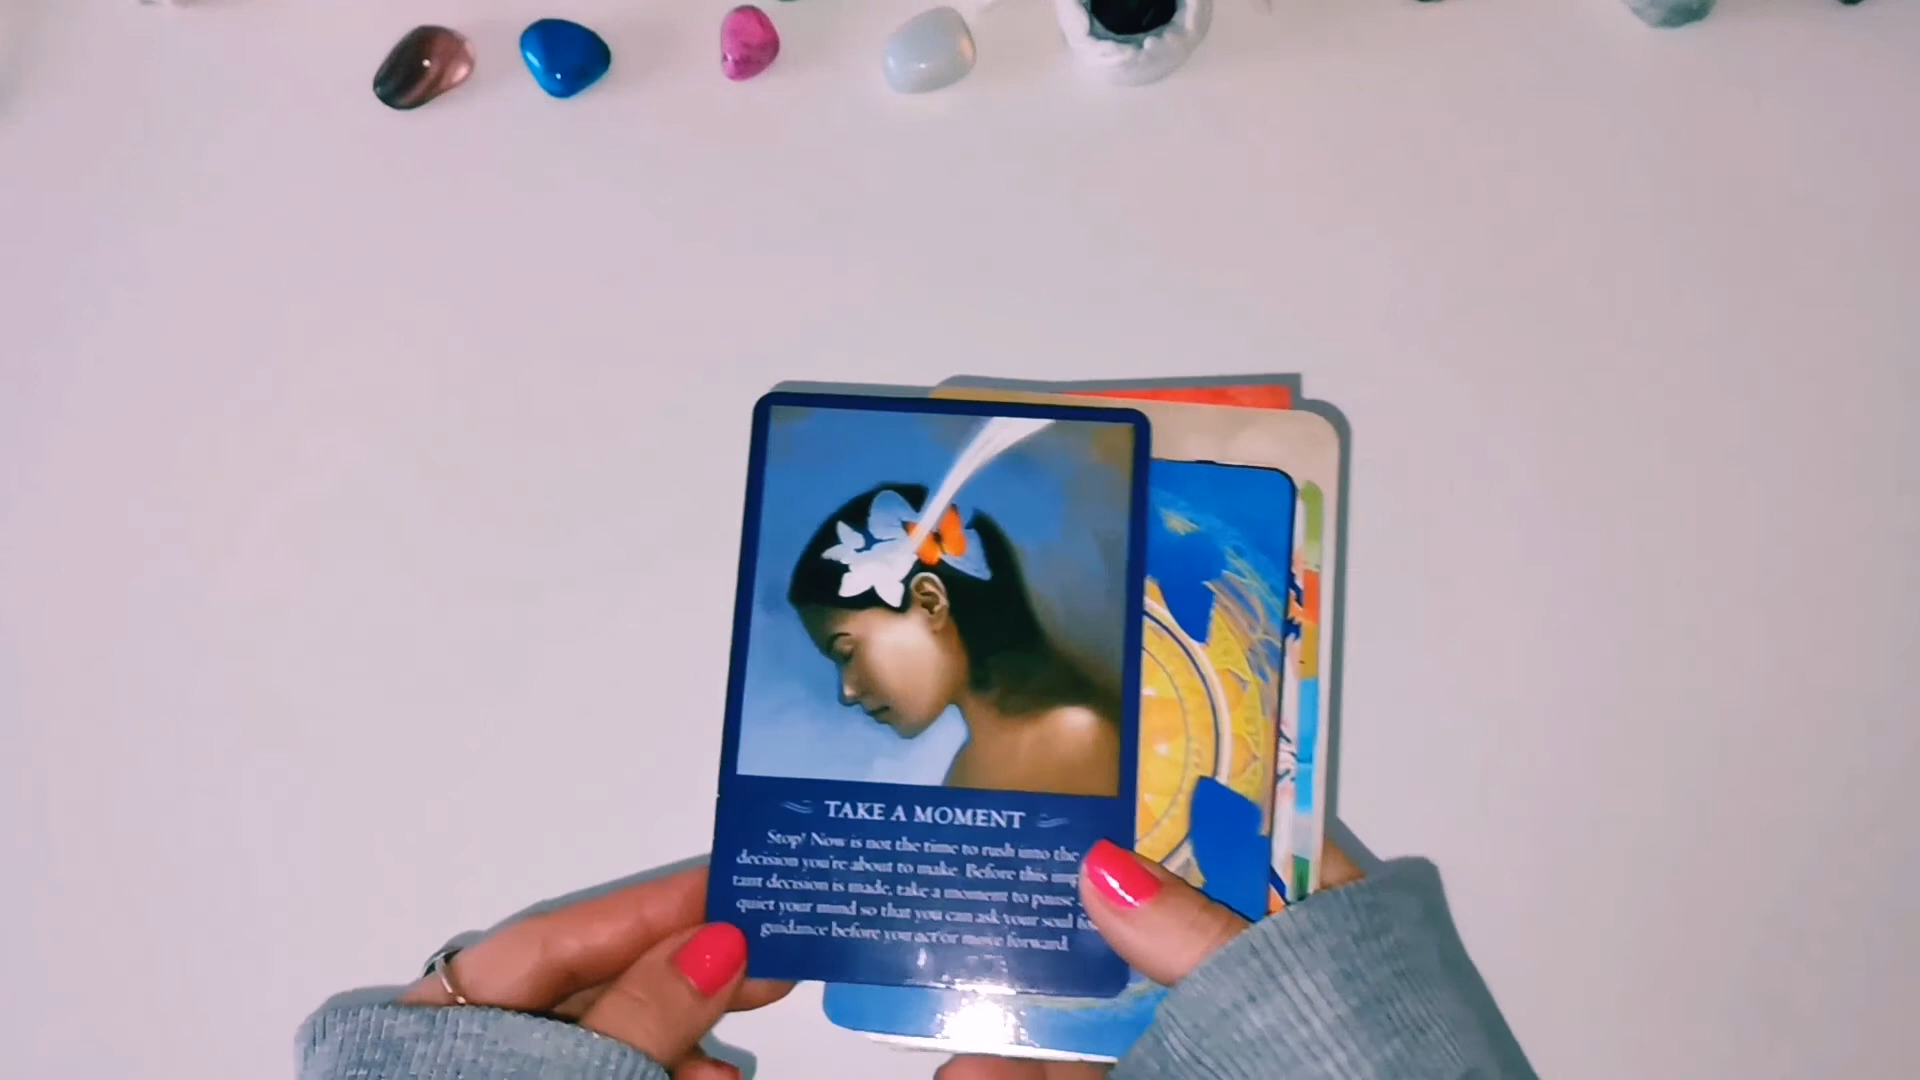 TAKE A MOMENT
Stop! Now is not the time to rush into the
decision you're about to make. Before this
tant decision is made, take a moment to pause
quiet your mind so that you can ask your soul
guidance before you act or move forward.